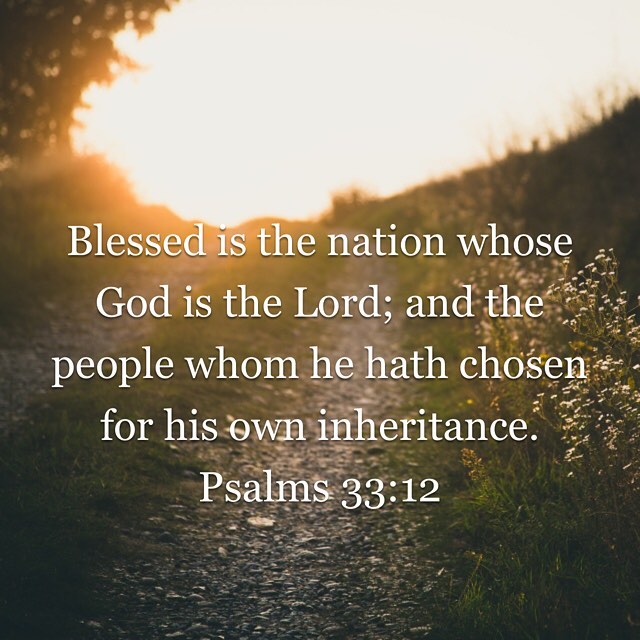 Blessed is the nation whose
God is the Lord; and the
people whom he hath chosen
for his own inheritance.
Psalms 33:12